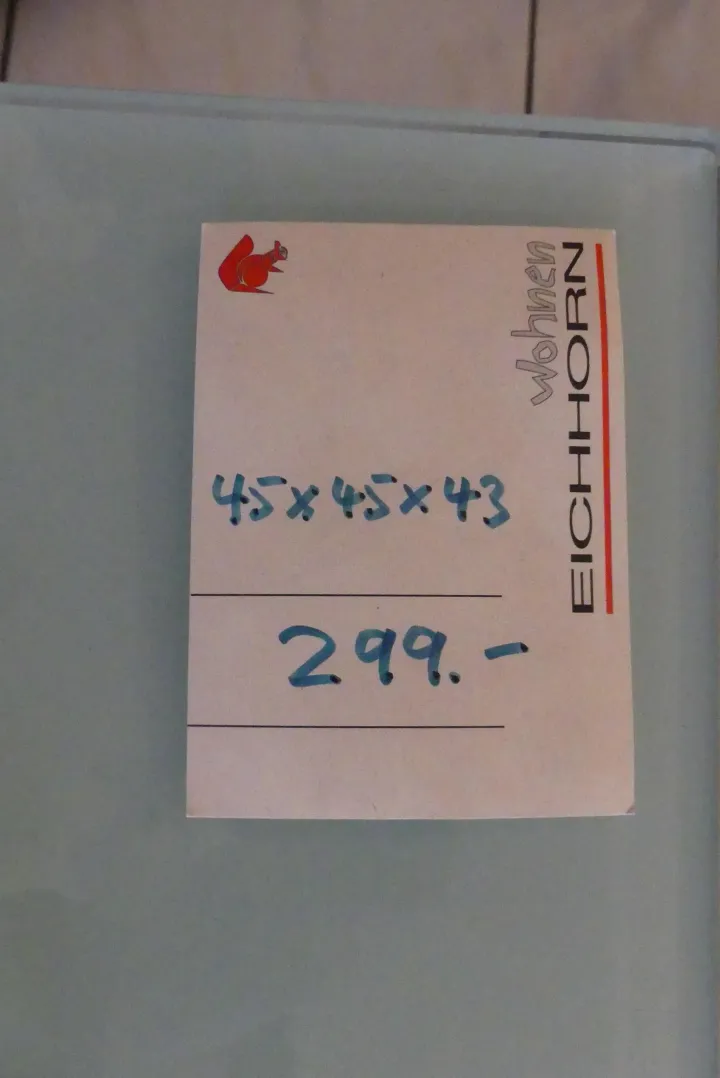 Wohnen
EICHHORN
45x45x43
299.-